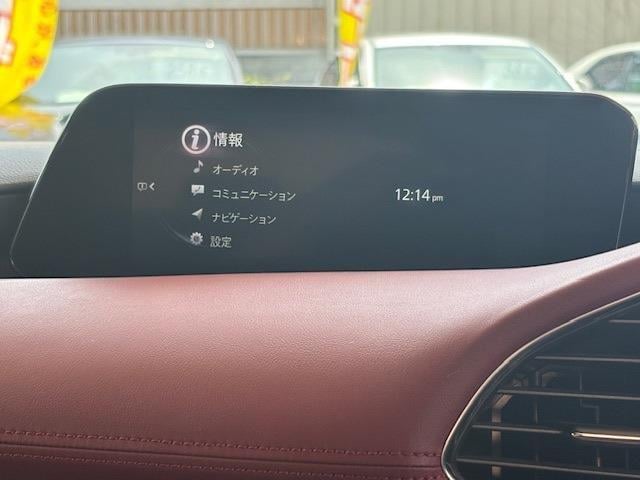 情報
オーディオ
コミュニケーション
ナビゲーション
設定
12:14 pm